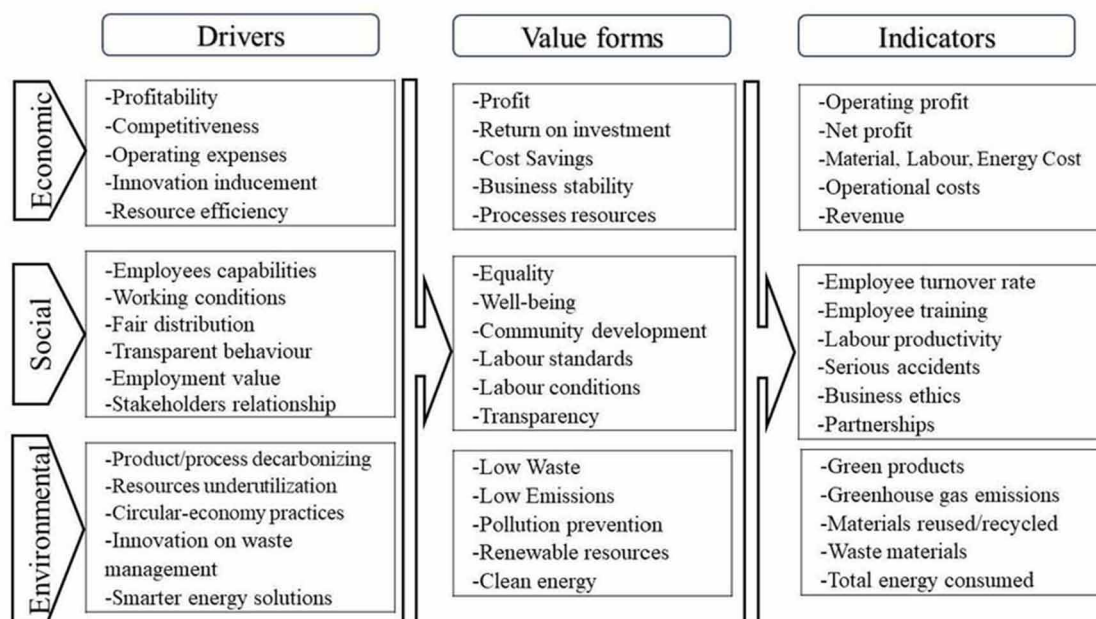 Drivers
Value forms
Indicators
Economic
-Profitability
-Competitiveness
-Operating expenses
-Innovation inducement
-Resource efficiency
-Profit
-Return on investment
-Cost Savings
-Business stability
-Processes resources
-Operating profit
-Net profit
-Material, Labour, Energy Cost
-Operational costs
-Revenue
Social
-Employees capabilities
-Working conditions
-Fair distribution
-Transparent behaviour
-Employment value
-Stakeholders relationship
-Equality
-Well-being
-Community development
-Labour standards
-Labour conditions
-Transparency
-Employee turnover rate
-Employee training
-Labour productivity
-Serious accidents
-Business ethics
-Partnerships
Environmental
-Product/process decarbonizing
-Resources underutilization
-Circular-economy practices
-Innovation on waste
management
-Smarter energy solutions
-Low Waste
-Low Emissions
-Pollution prevention
-Renewable resources
-Clean energy
-Green products
-Greenhouse gas emissions
-Materials reused/recycled
-Waste materials
-Total energy consumed